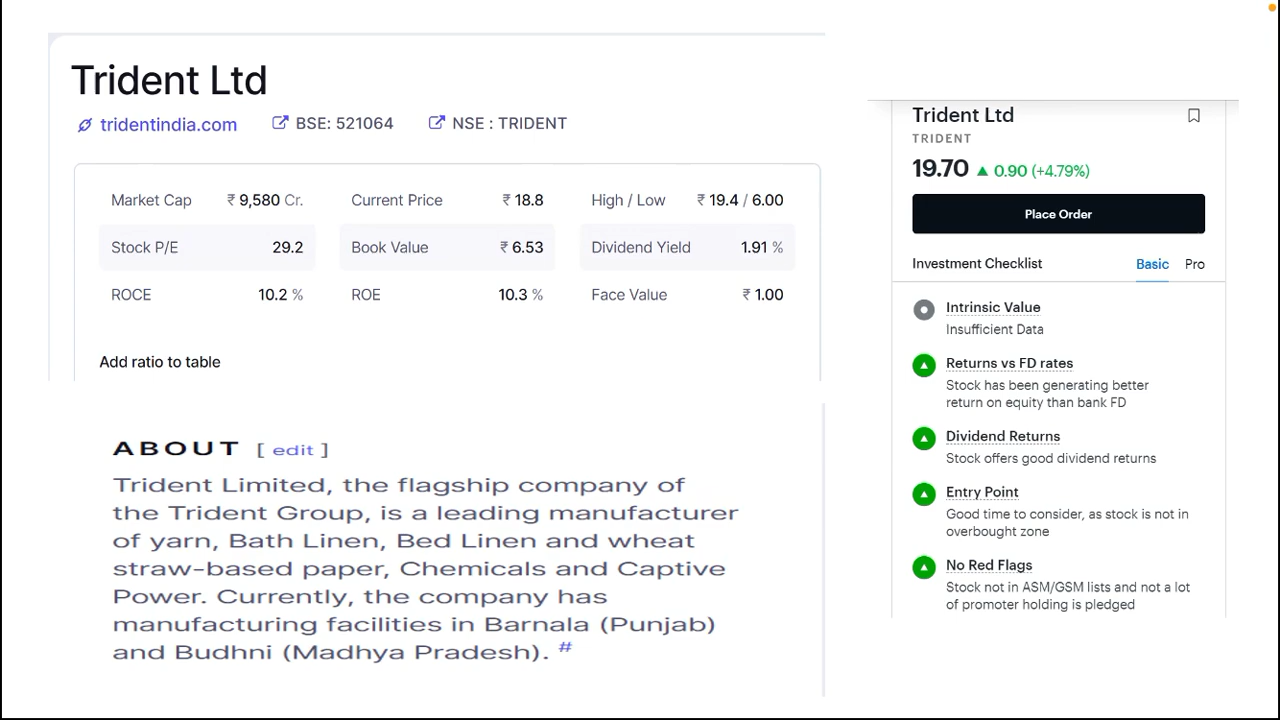 Trident Ltd
tridentindia.com BSE: 521064 NSE : TRIDENT
Market Cap ₹ 9,580 Cr. Current Price ₹ 18.8 High / Low ₹ 19.4 / 6.00
Stock P/E 29.2 Book Value ₹ 6.53 Dividend Yield 1.91 %
ROCE 10.2 % ROE 10.3 % Face Value ₹ 1.00
Add ratio to table
ABOUT [ edit ]
Trident Limited, the flagship company of
the Trident Group, is a leading manufacturer
of yarn, Bath Linen, Bed Linen and wheat
straw-based paper, Chemicals and Captive
Power. Currently, the company has
manufacturing facilities in Barnala (Punjab)
and Budhni (Madhya Pradesh). #
Trident Ltd
TRIDENT
19.70 ▲ 0.90 (+4.79%)
Place Order
Investment Checklist Basic Pro
Intrinsic Value
Insufficient Data
Returns vs FD rates
Stock has been generating better
return on equity than bank FD
Dividend Returns
Stock offers good dividend returns
Entry Point
Good time to consider, as stock is not in
overbought zone
No Red Flags
Stock not in ASM/GSM lists and not a lot
of promoter holding is pledged